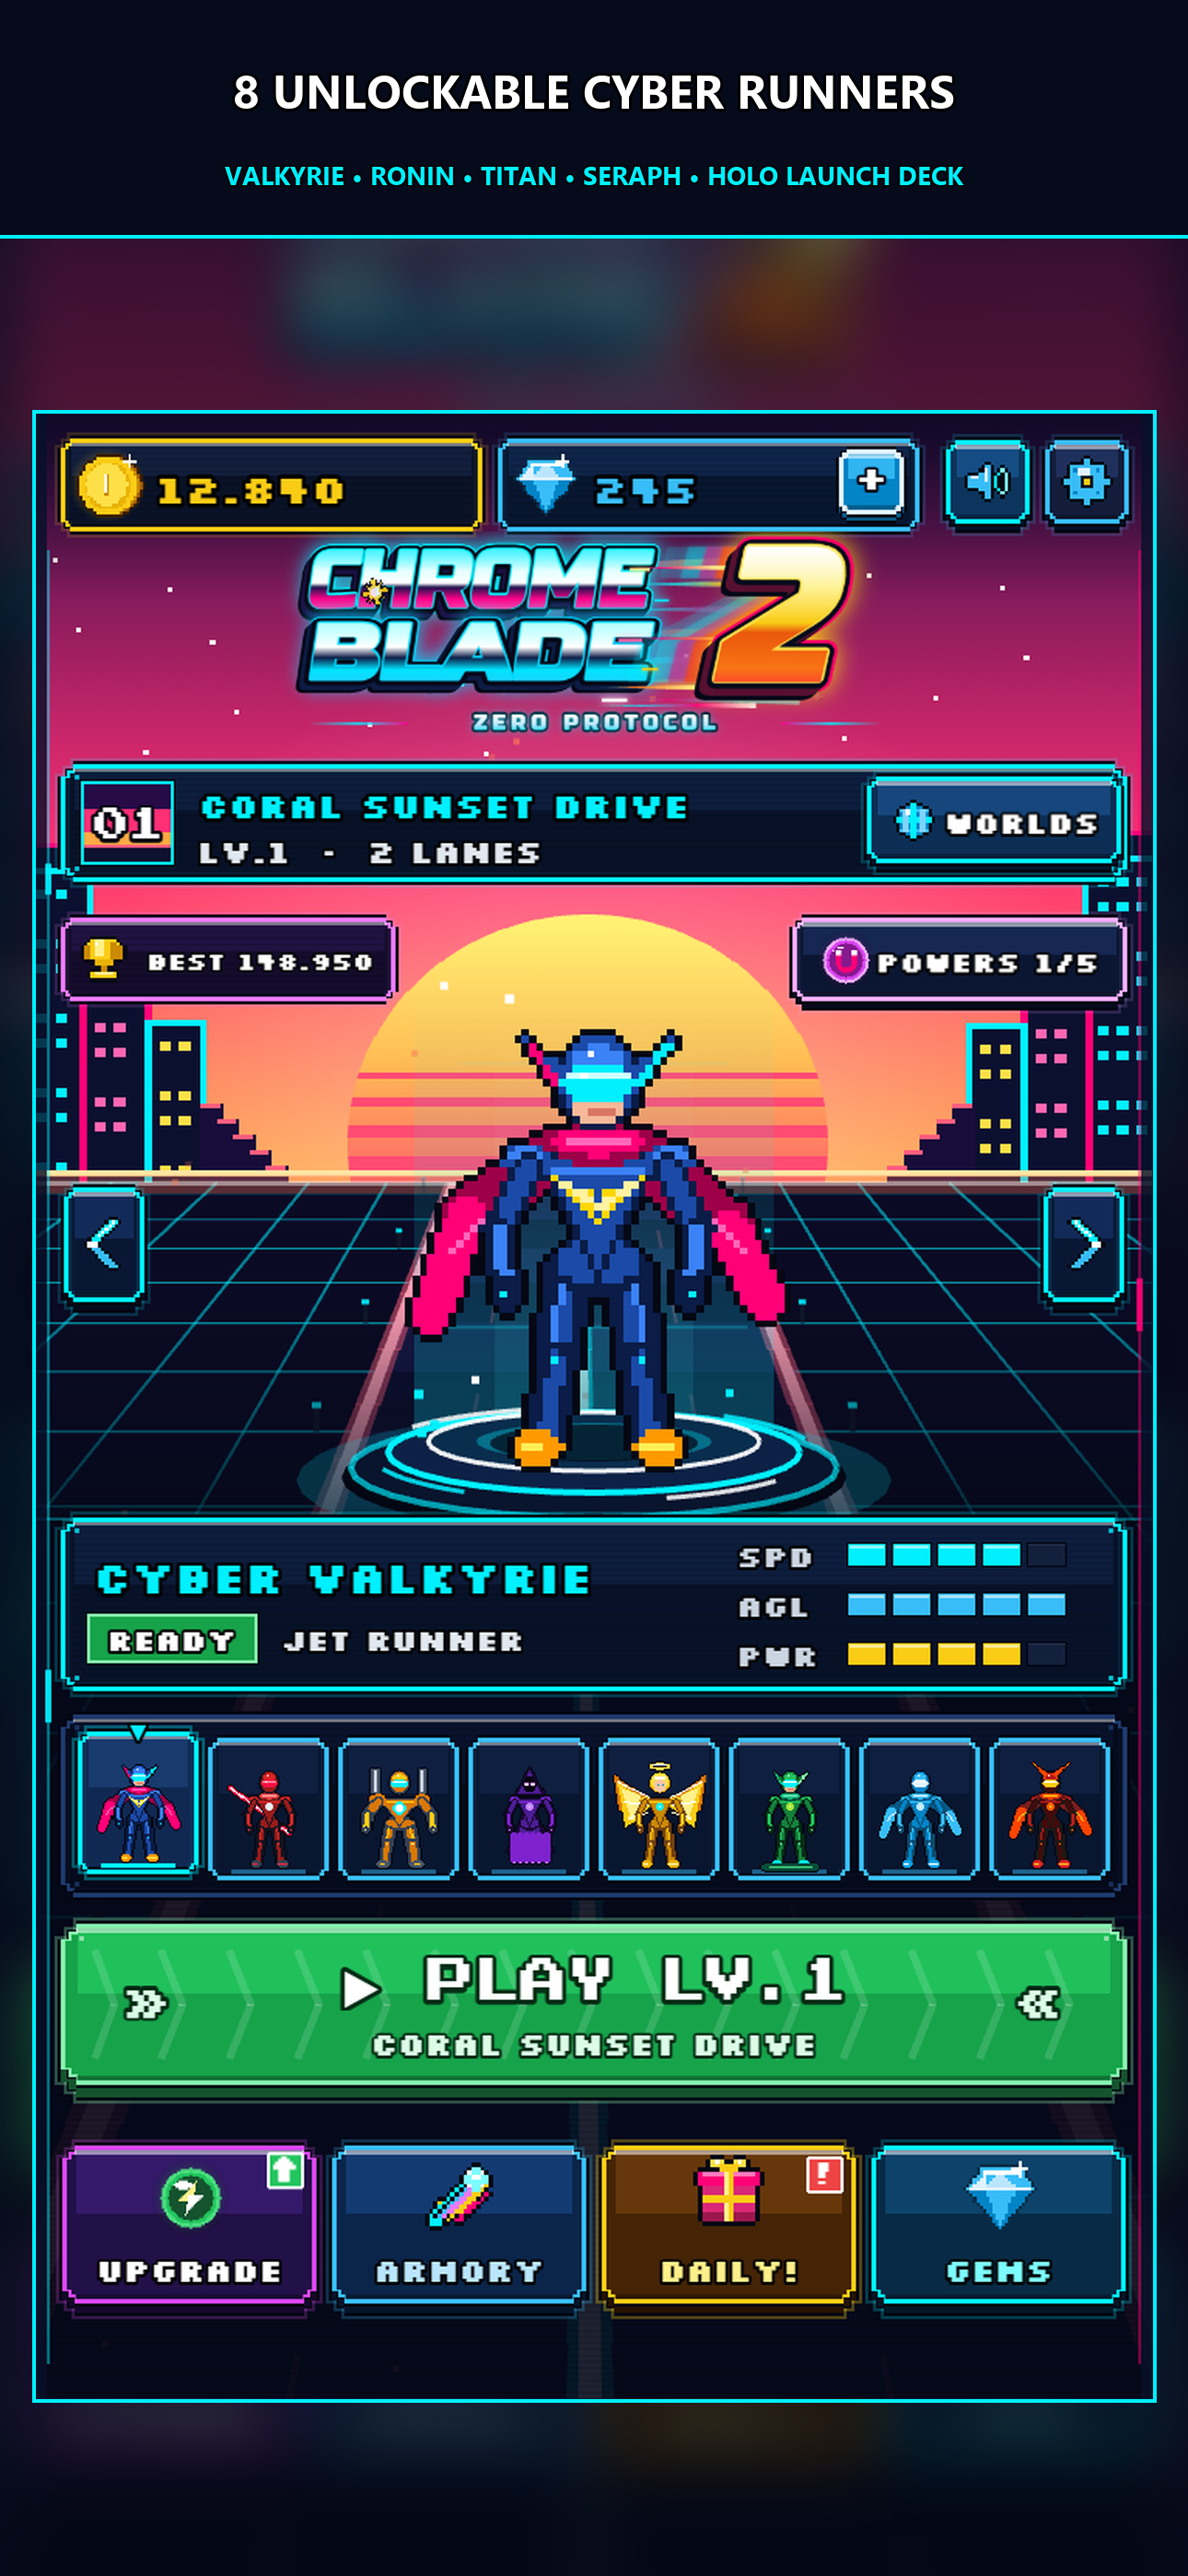 8 UNLOCKABLE CYBER RUNNERS
VALKYRIE • RONIN • TITAN • SERAPH • HOLO LAUNCH DECK
12.840
245
CHROME
BLADE 2
ZERO PROTOCOL
01
CORAL SUNSET DRIVE
LV.1 - 2 LANES
WORLDS
BEST 148.950
POWERS 1/5
CYBER VALKYRIE
READY JET RUNNER
SPD
AGL
PWR
PLAY LV.1
CORAL SUNSET DRIVE
UPGRADE
ARMORY
DAILY!
GEMS